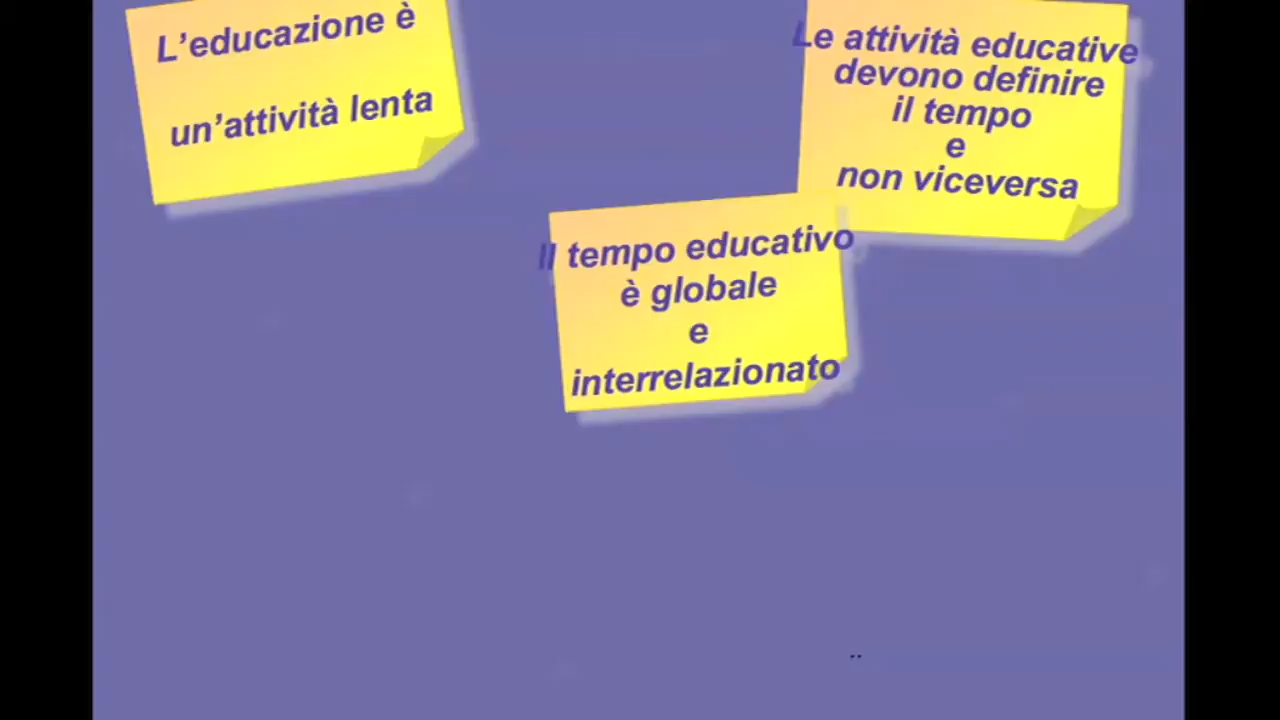 L’educazione è
un’attività lenta
Le attività educative
devono definire
il tempo
e
non viceversa
Il tempo educativo
è globale
e
interrelazionato
..